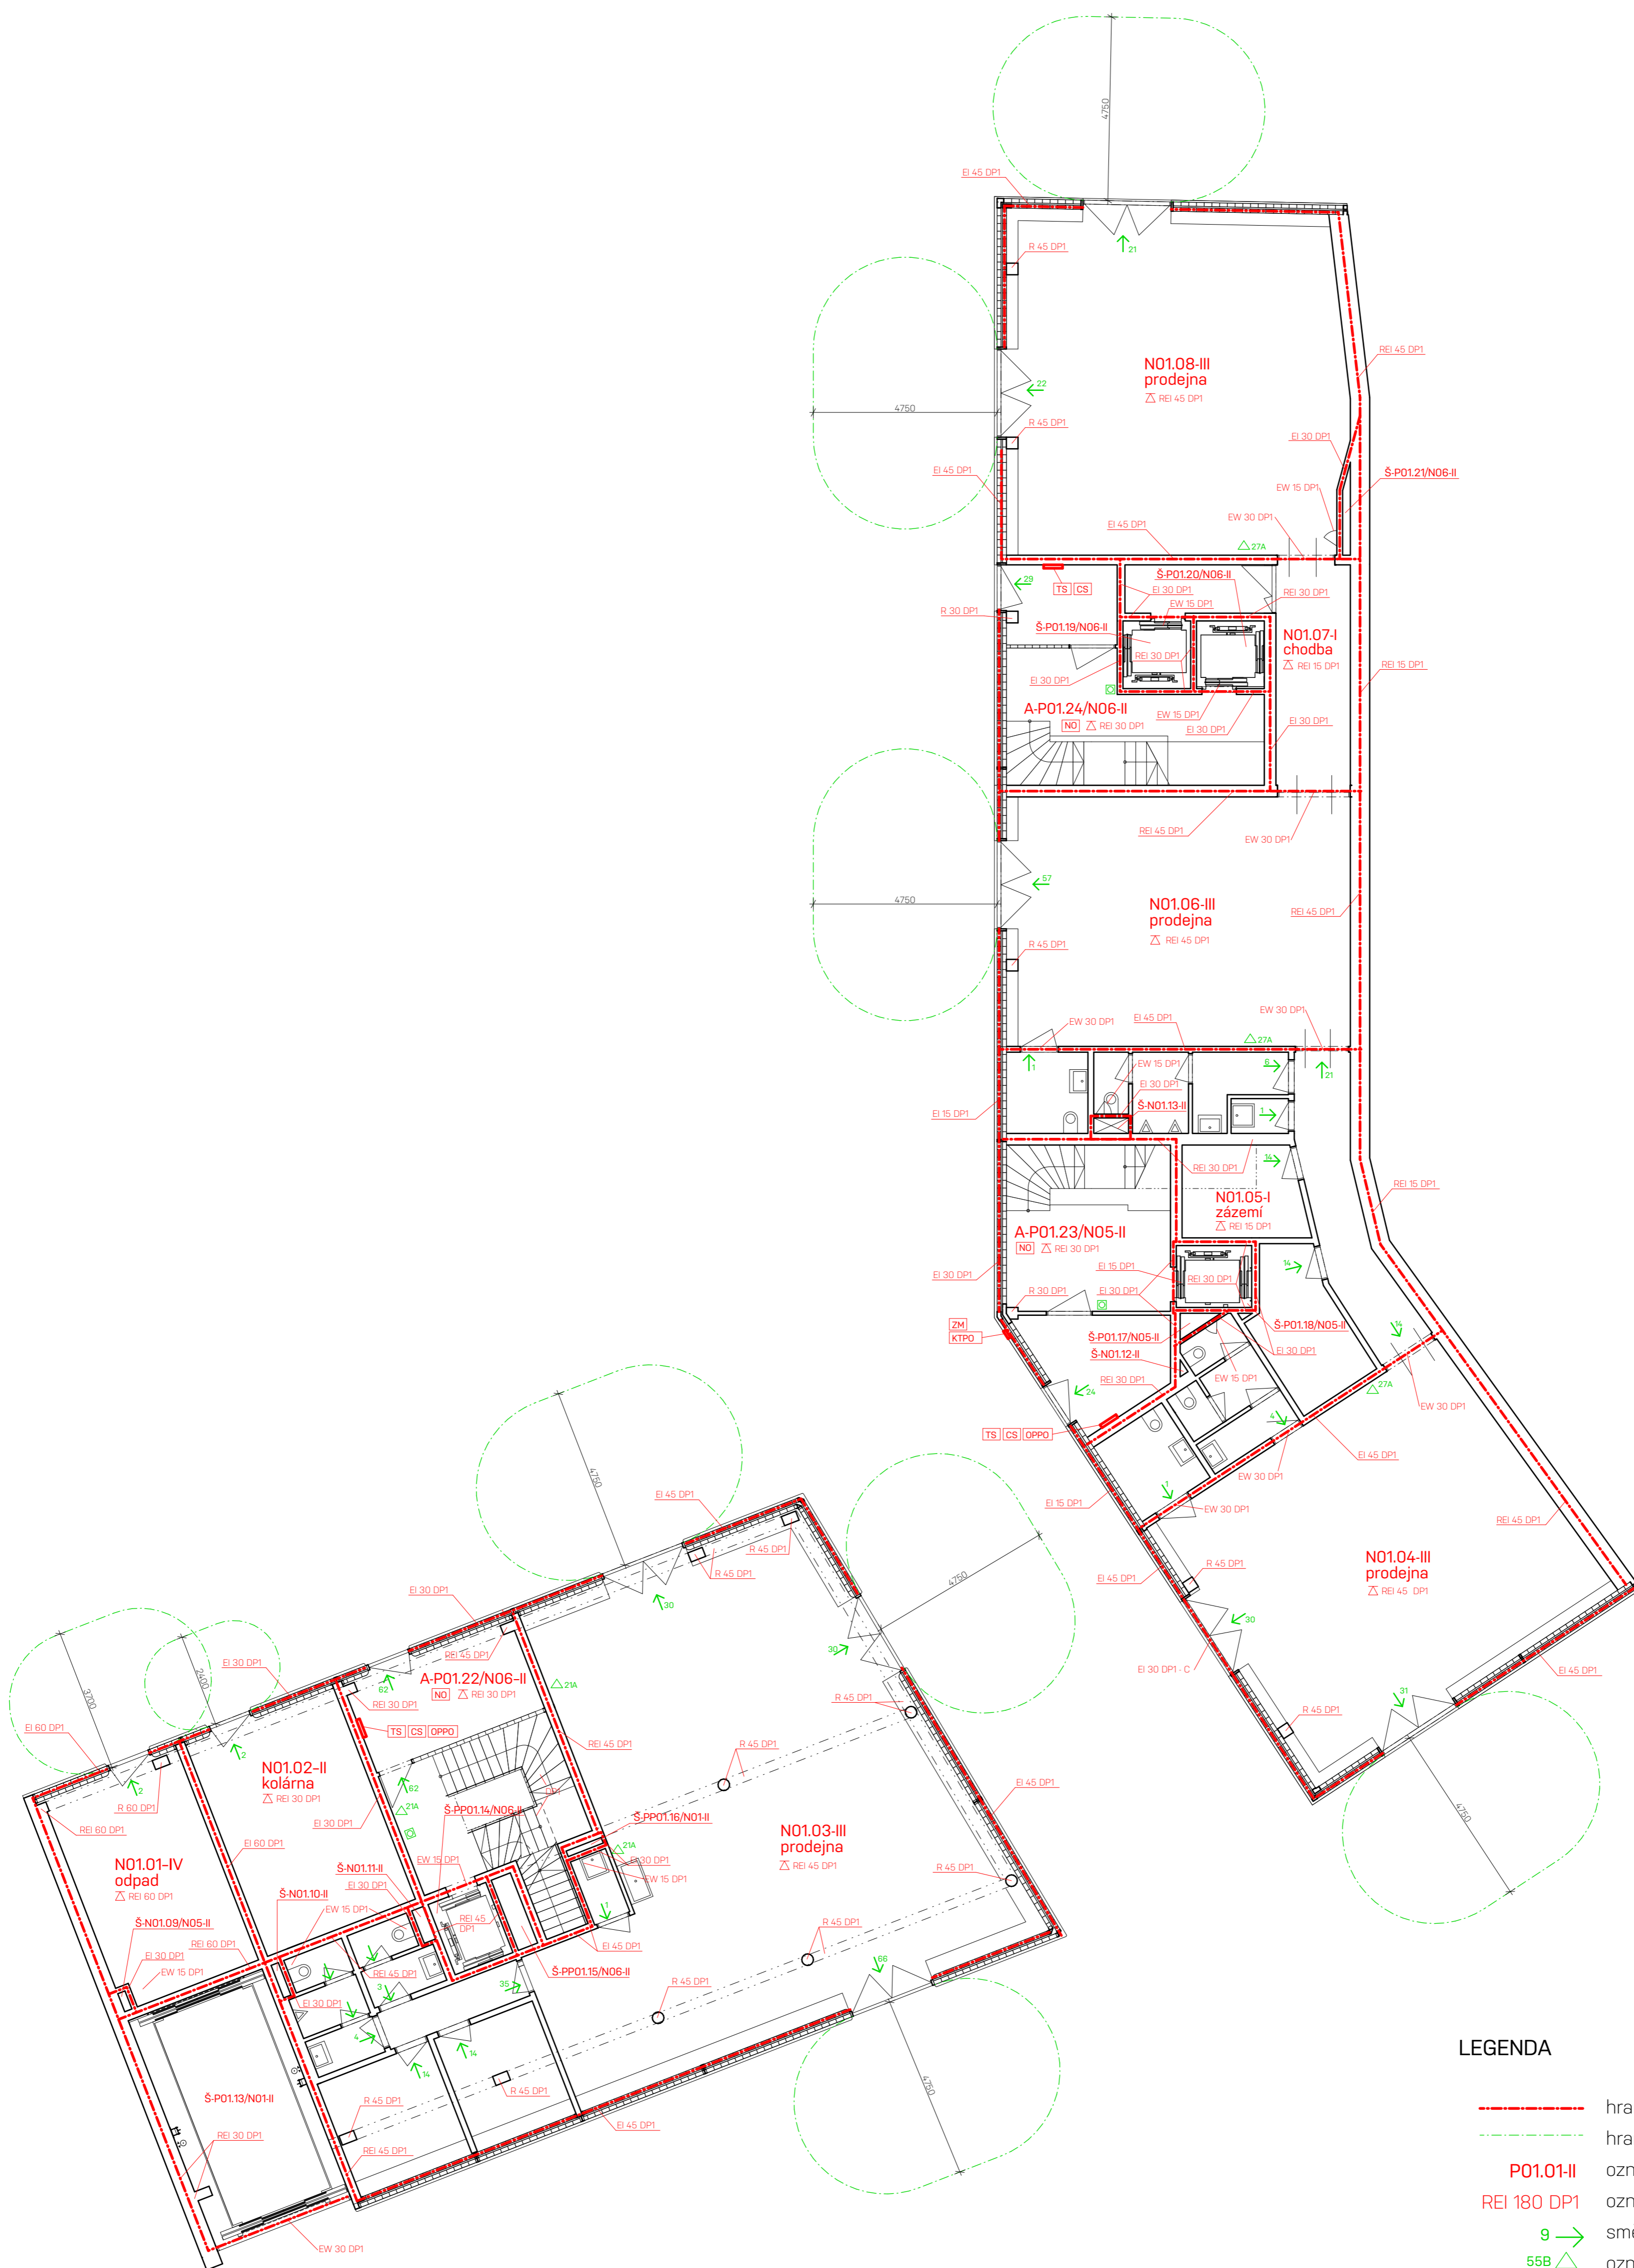 4750
EI 45 DP1
21
R 45 DP1
REI 45 DP1
N01.08-III
prodejna
REI 45 DP1
22
4750
R 45 DP1
EI 30 DP1
EI 45 DP1
Š-P01.21/N06-II
EW 15 DP1
EW 30 DP1
EI 45 DP1
27A
29
TS CS
Š-P01.20/N06-II
EI 30 DP1
REI 30 DP1
EW 15 DP1
R 30 DP1
Š-P01.19/N06-II
N01.07-I
chodba
REI 15 DP1
REI 30 DP1
REI 15 DP1
EI 30 DP1
A-P01.24/N06-II
NO REI 30 DP1
EW 15 DP1
EI 30 DP1
EI 30 DP1
REI 45 DP1
EW 30 DP1
57
4750
N01.06-III
prodejna
REI 45 DP1
REI 45 DP1
R 45 DP1
EW 30 DP1
EI 45 DP1
EW 30 DP1
27A
1
EW 15 DP1
6
21
EI 30 DP1
Š-N01.13-II
EI 15 DP1
1
REI 30 DP1
14
REI 15 DP1
N01.05-I
zázemí
REI 15 DP1
A-P01.23/N05-II
NO REI 30 DP1
EI 15 DP1
14
EI 30 DP1
REI 30 DP1
R 30 DP1
EI 30 DP1
ZM
KTPO
Š-P01.18/N05-II
Š-P01.17/N05-II
14
EI 30 DP1
Š-N01.12-II
REI 30 DP1
EW 15 DP1
24
27A
EW 30 DP1
TS CS OPPO
4
EI 45 DP1
EW 30 DP1
4750
EI 45 DP1
1
EI 15 DP1
EW 30 DP1
REI 45 DP1
R 45 DP1
R 45 DP1
N01.04-III
prodejna
REI 45 DP1
R 45 DP1
EI 45 DP1
4750
EI 30 DP1
30
30
30
REI 45 DP1
EI 30 DP1 - C
EI 45 DP1
2400
3700
EI 30 DP1
A-P01.22/N06-II
NO REI 30 DP1
21A
62
REI 30 DP1
R 45 DP1
31
R 45 DP1
EI 60 DP1
TS CS OPPO
REI 45 DP1
R 45 DP1
2
2
N01.02-II
kolárna
REI 30 DP1
62
DP1
EI 45 DP1
R 60 DP1
21A
Š-PP01.14/N06-II
4750
REI 60 DP1
EI 30 DP1
Š-PP01.16/N01-II
N01.03-III
prodejna
REI 45 DP1
EI 60 DP1
21A
EI 30 DP1
N01.01-IV
odpad
REI 60 DP1
Š-N01.11-II
EW 15 DP1
EW 15 DP1
R 45 DP1
EI 30 DP1
Š-N01.10-II
EW 15 DP1
1
Š-N01.09/N05-II
REI 45
DP1
R 45 DP1
REI 60 DP1
EI 45 DP1
EI 30 DP1
EW 15 DP1
REI 45 DP1
Š-PP01.15/N06-II
66
3
35
R 45 DP1
EI 30 DP1
4
14
14
4750
LEGENDA
Š-P01.13/N01-II
R 45 DP1
R 45 DP1
EI 45 DP1
REI 30 DP1
REI 45 DP1
hra
hra
P01.01-II ozn
REI 180 DP1 ozn
9 smě
EW 30 DP1
55B ozn